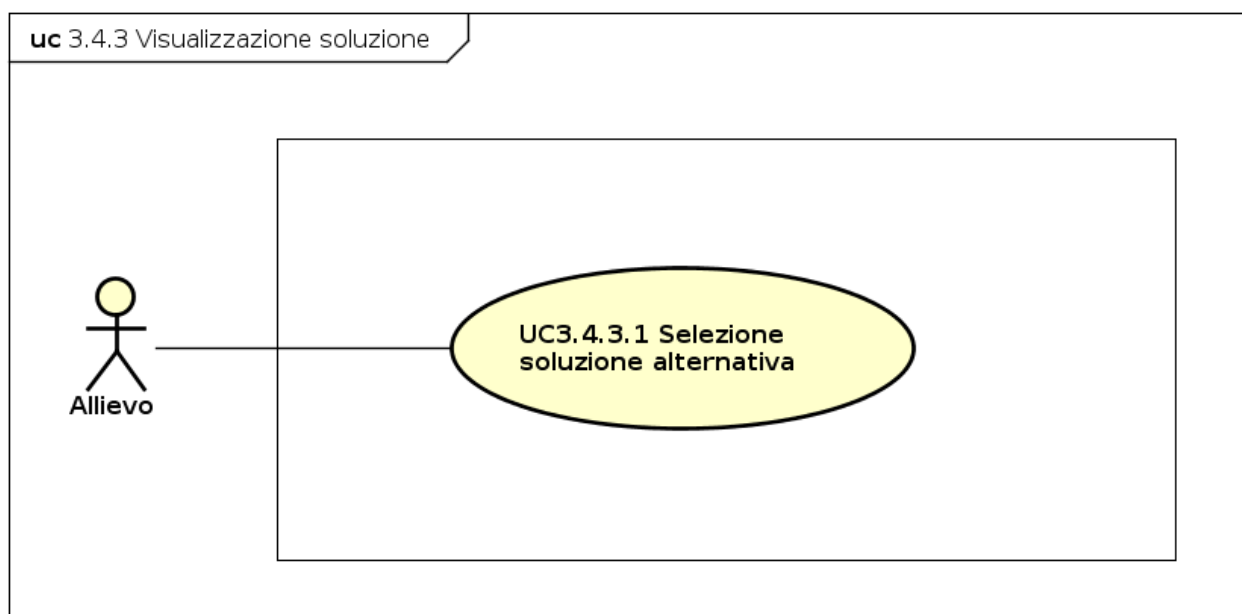 uc 3.4.3 Visualizzazione soluzione
UC3.4.3.1 Selezione
soluzione alternativa
Allievo